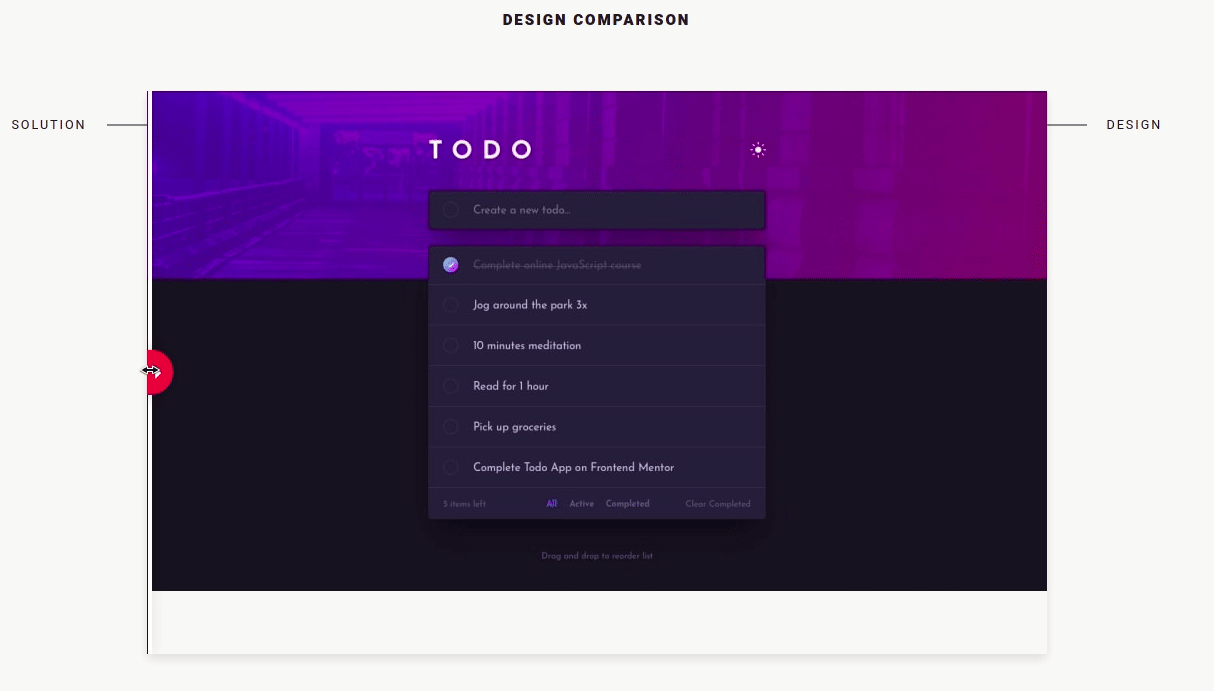 DESIGN COMPARISON
SOLUTION
DESIGN
TODO
Create a new todo...
Complete online JavaScript course
Jog around the park 3x
10 minutes meditation
Read for 1 hour
Pick up groceries
Complete Todo App on Frontend Mentor
5 items left All Active Completed Clear Completed
Drag and drop to reorder list